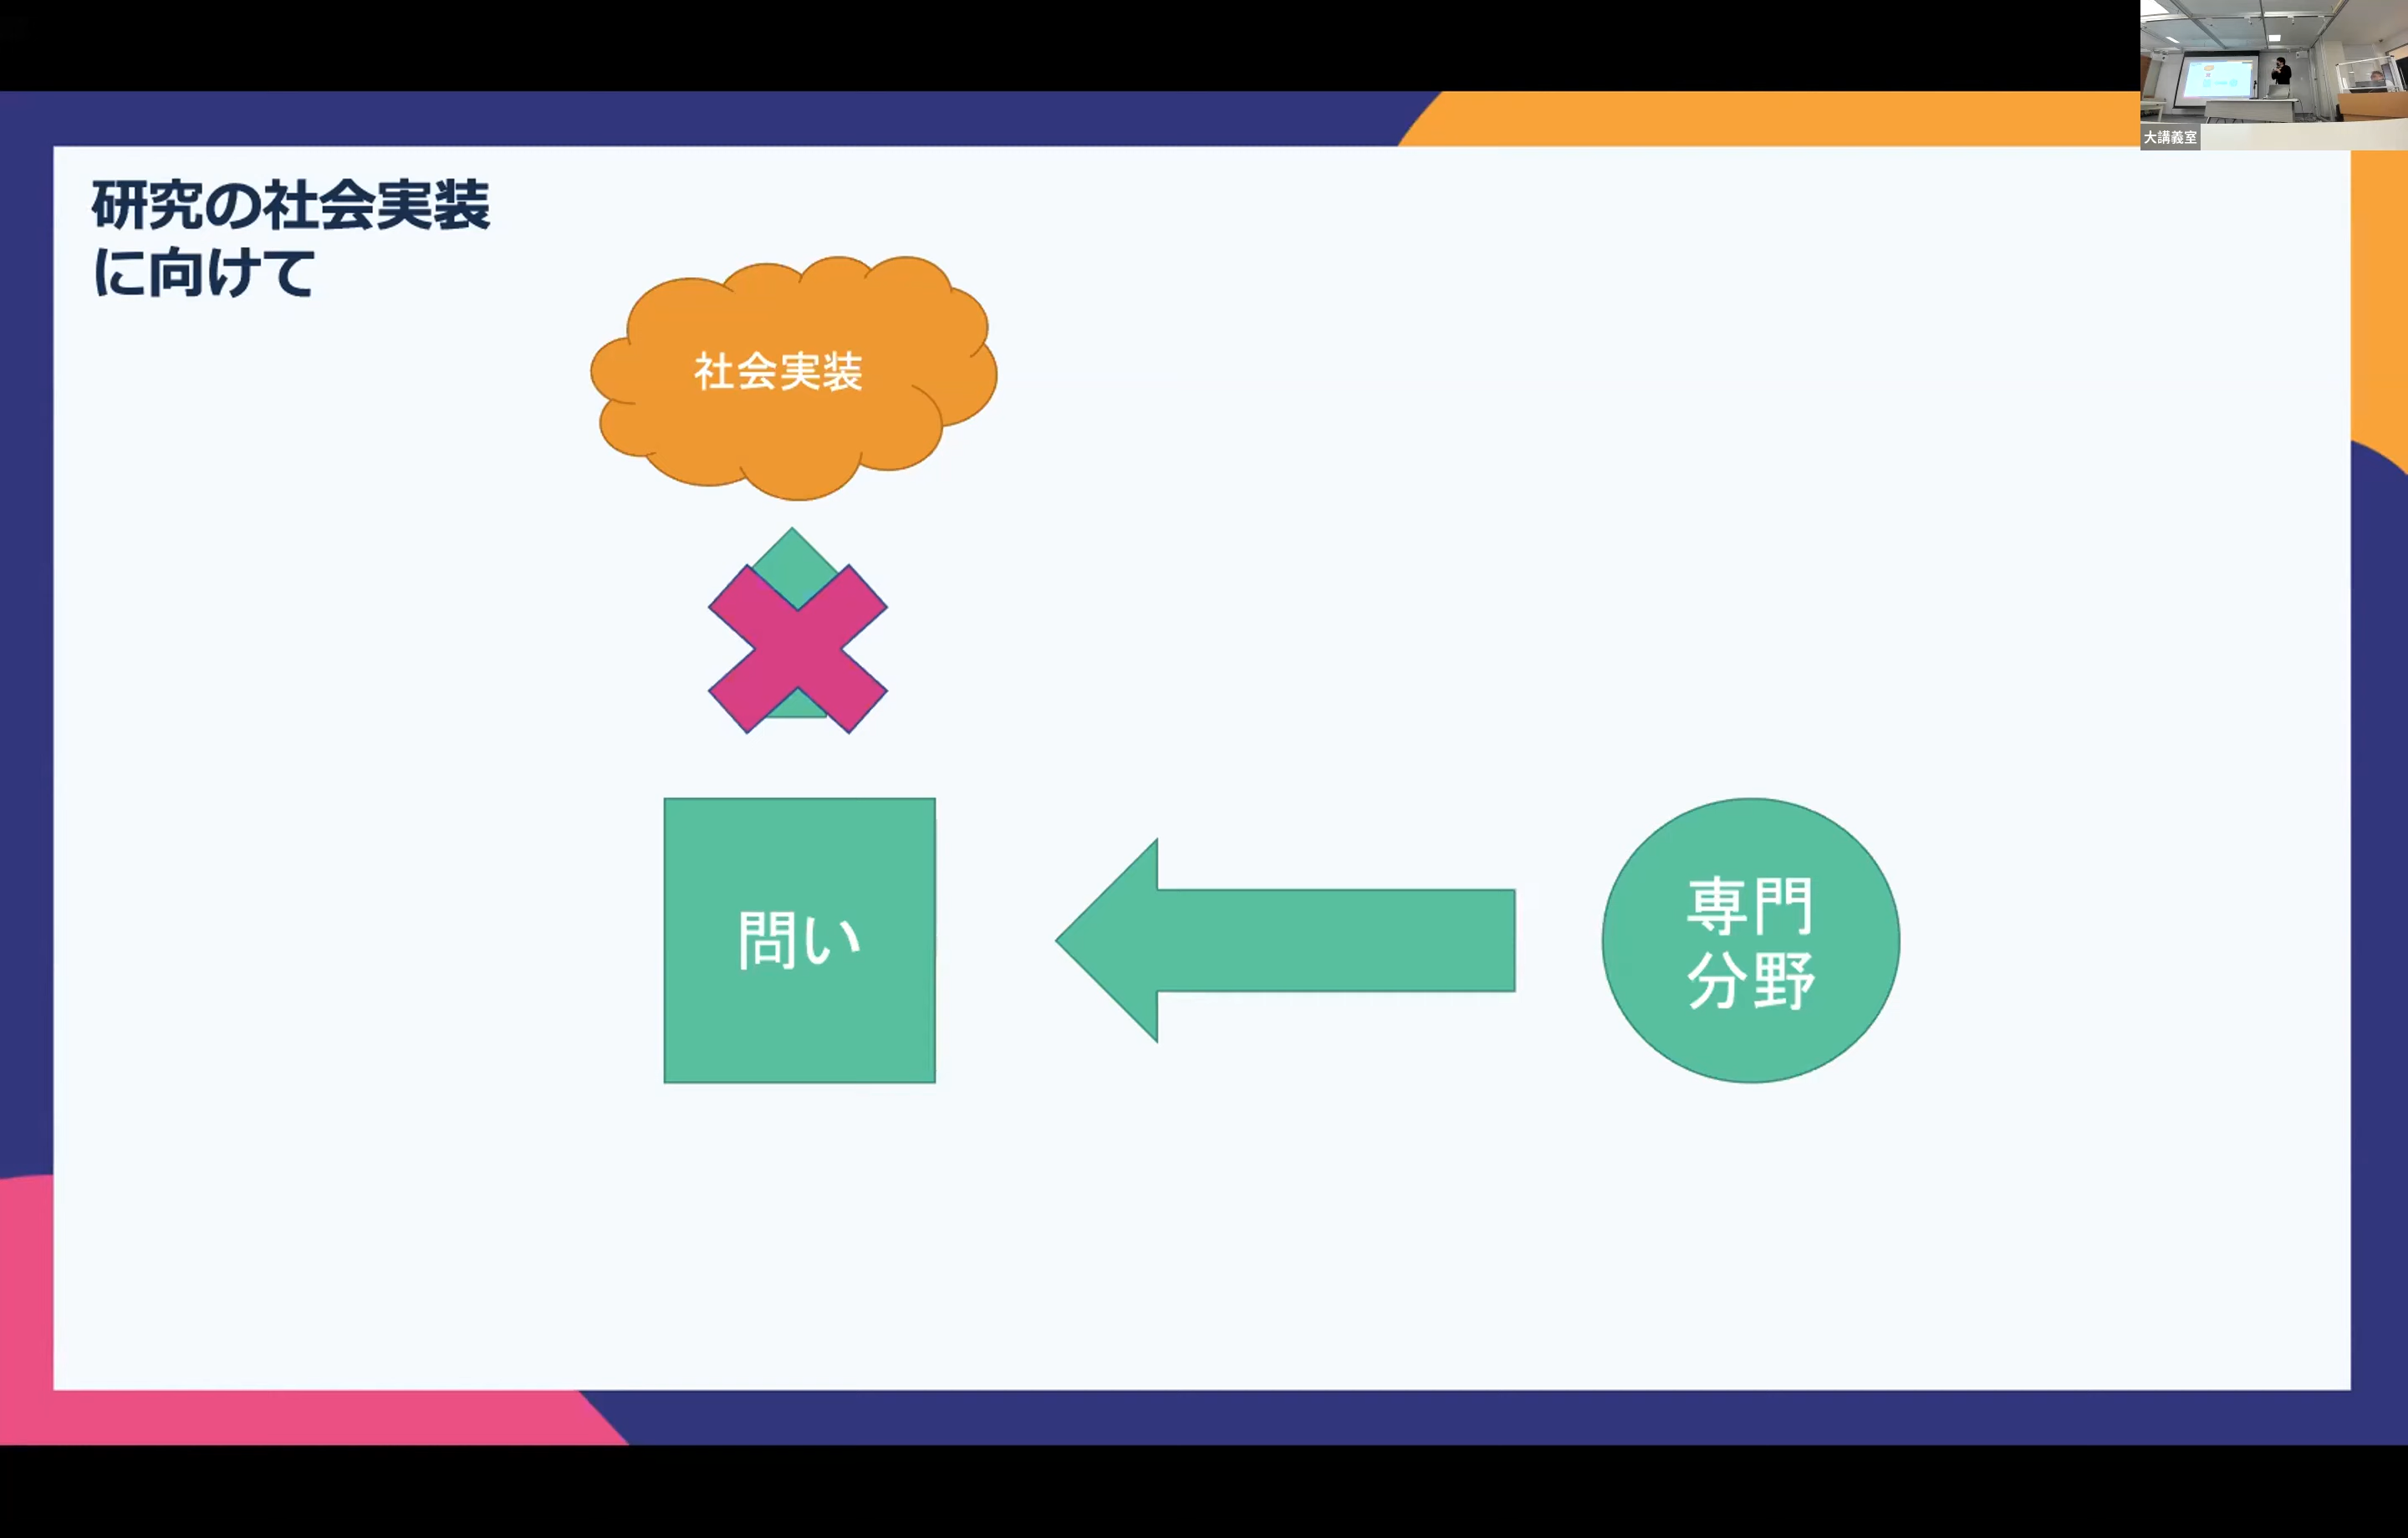 大講義室
研究の社会実装
に向けて
社会実装
問い
専門
分野